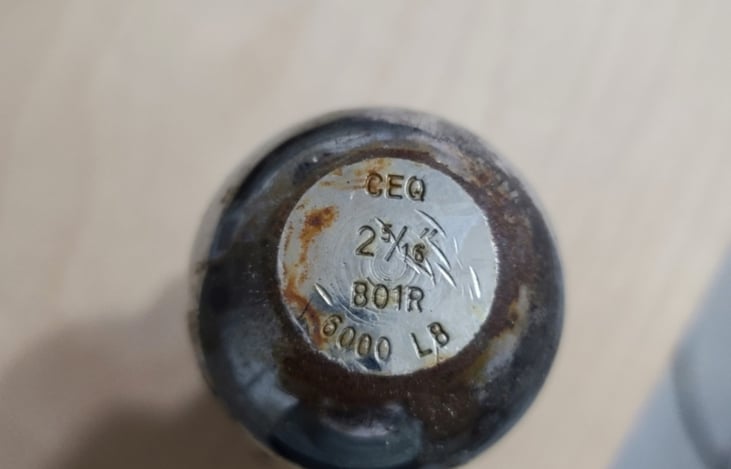 CEQ
2 5/16"
801R
6000 LB